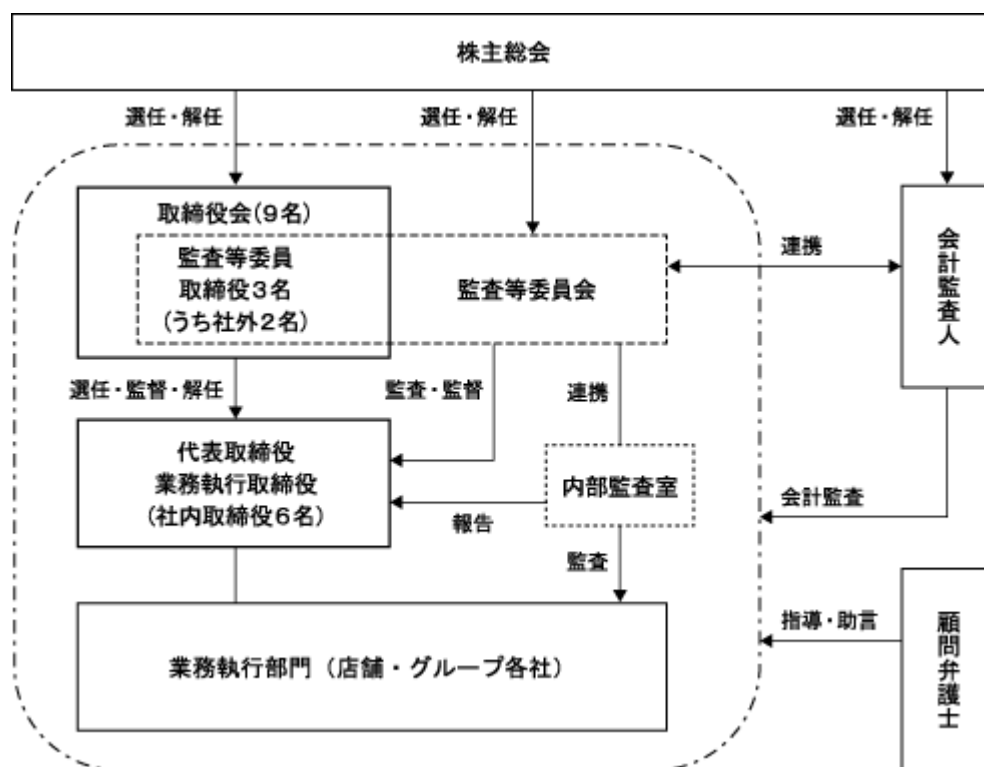 株主総会
選任・解任
選任・解任
選任・解任
取締役会(9名)
監査等委員
取締役3名
(うち社外2名)
監査等委員会
連携
会計監査人
選任・監督・解任
監査・監督
連携
代表取締役
業務執行取締役
(社内取締役6名)
内部監査室
報告
会計監査
監査
業務執行部門(店舗・グループ各社)
指導・助言
顧問弁護士